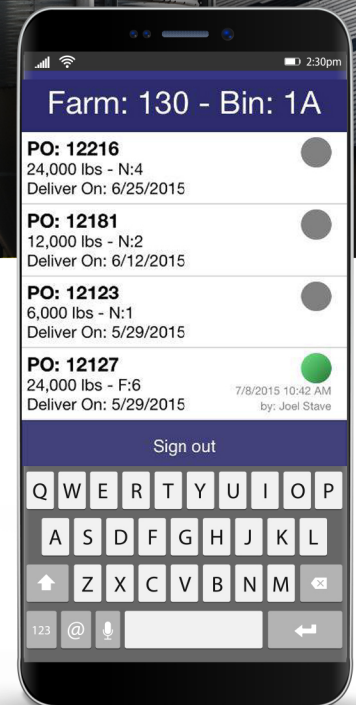 2:30pm
Farm: 130 - Bin: 1A
PO: 12216
24,000 lbs - N:4
Deliver On: 6/25/2015
PO: 12181
12,000 lbs - N:2
Deliver On: 6/12/2015
PO: 12123
6,000 lbs - N:1
Deliver On: 5/29/2015
PO: 12127
24,000 lbs - F:6
Deliver On: 5/29/2015
7/8/2015 10:42 AM
by: Joel Stave
Sign out
Q W E R T Y U I O P
A S D F G H J K L
Z X C V B N M
123 @